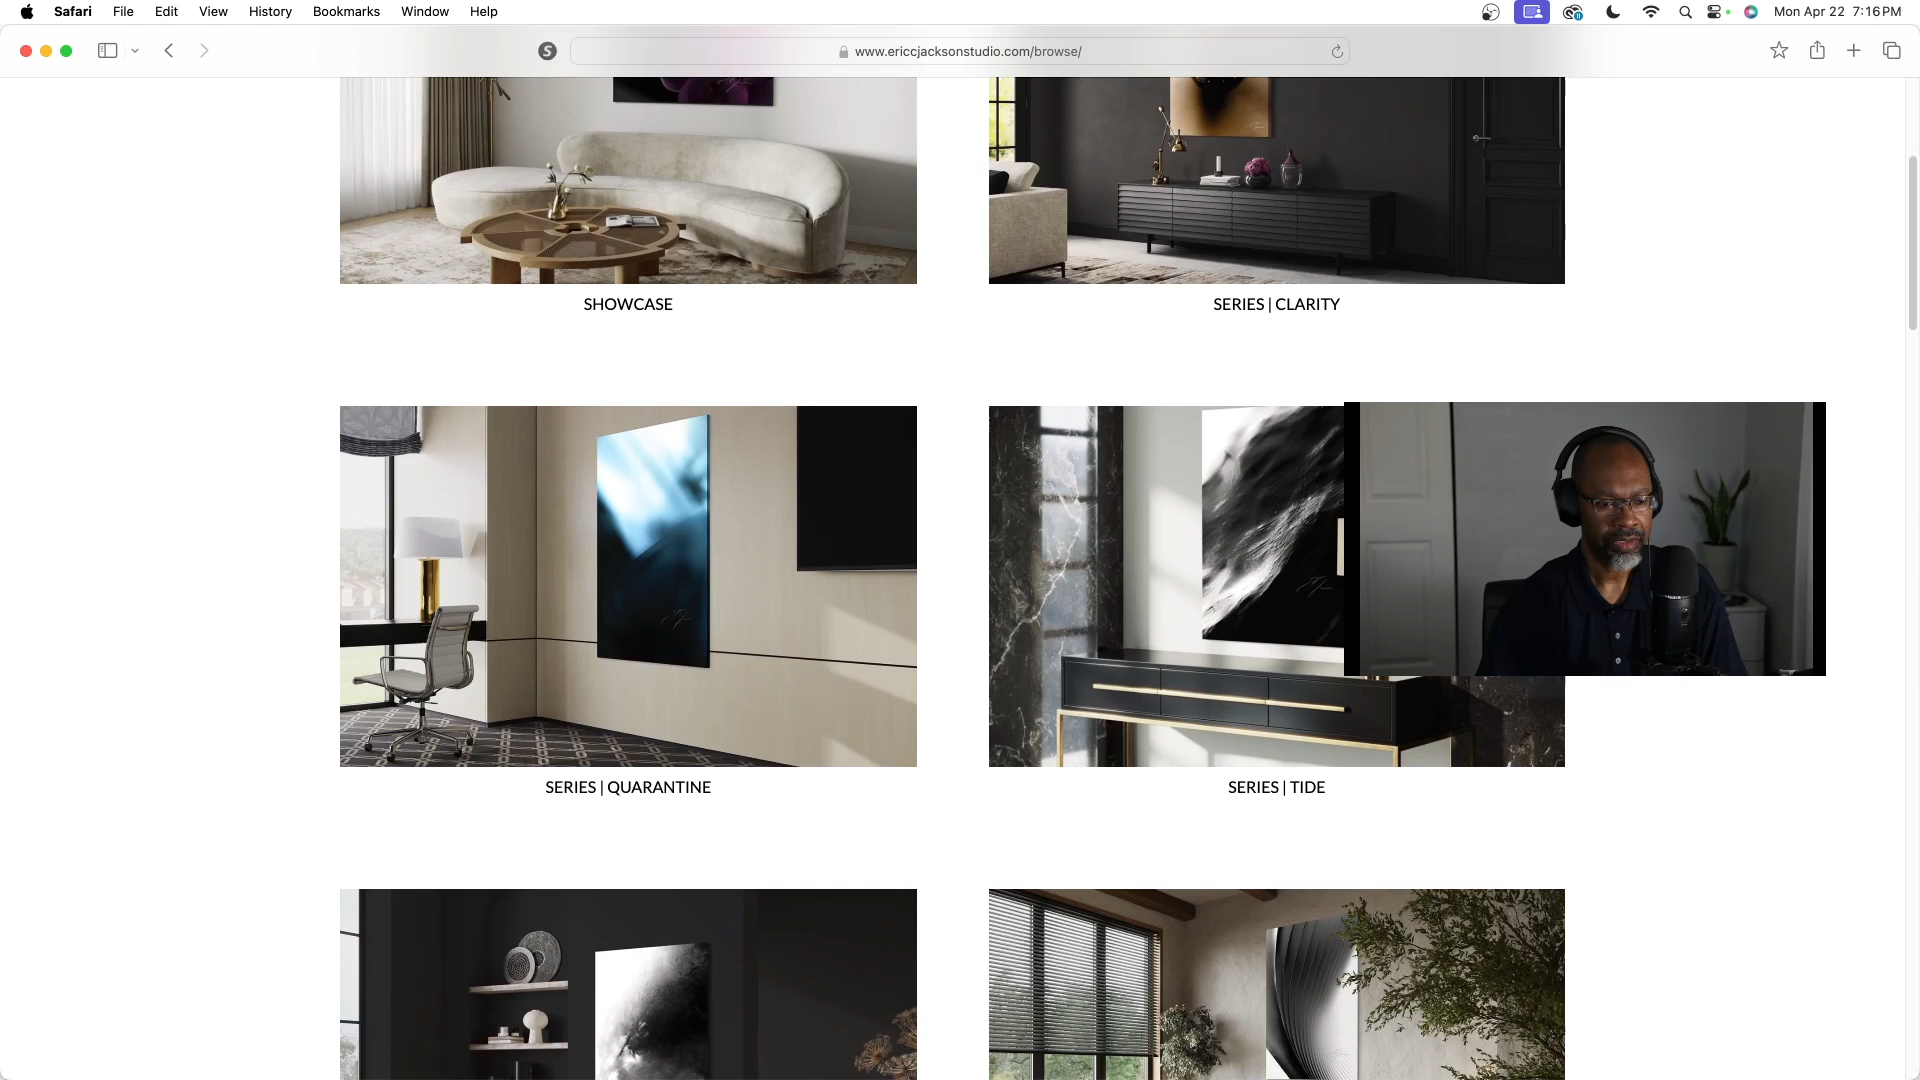 Safari File Edit View History Bookmarks Window Help
Mon Apr 22 7:16 PM
www.ericcjacksonstudio.com/browse/
SHOWCASE
SERIES | CLARITY
SERIES | QUARANTINE
SERIES | TIDE